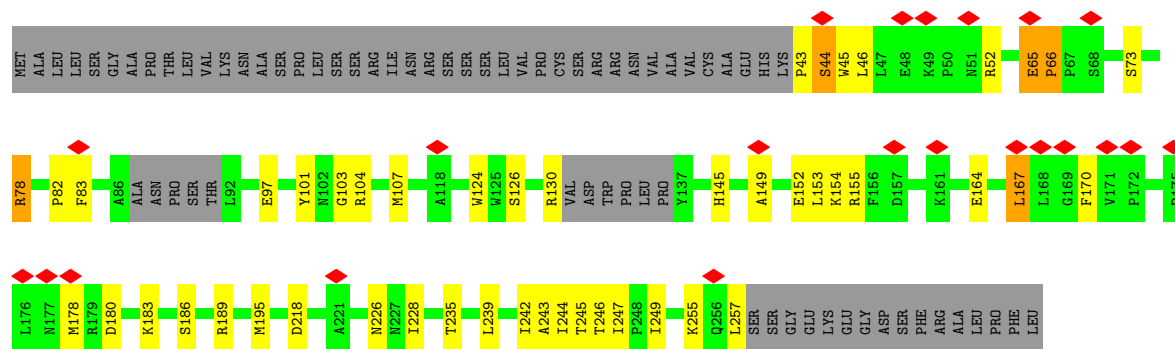 MET ALA LEU LEU SER GLY ALA PRO THR LEU VAL LYS ASN ALA SER PRO LEU SER SER ARG ILE ASN ARG SER SER SER LEU VAL PRO CYS SER ARG ARG ASN VAL ALA VAL CYS ALA GLU HIS LYS P43 S44 W45 L46 L47 E48 K49 P50 N51 R52 E65 P66 P67 S68 S73
R78 P82 F83 A86 ALA ASN PRO SER THR L92 E97 Y101 N102 G103 R104 M107 A118 W124 W125 S126 R130 VAL ASP TRP PRO LEU PRO Y137 H145 A149 E152 L153 K154 R155 F156 D157 K161 E164 L167 L168 G169 F170 V171 P172
L176 N177 M178 R179 D180 K183 S186 R189 M195 D218 A221 N226 N227 I228 T235 L239 I242 A243 I244 T245 T246 I247 P248 I249 K255 Q256 L257 SER SER GLY GLU LYS GLU GLY ASP SER PHE ARG ALA LEU PRO PHE LEU